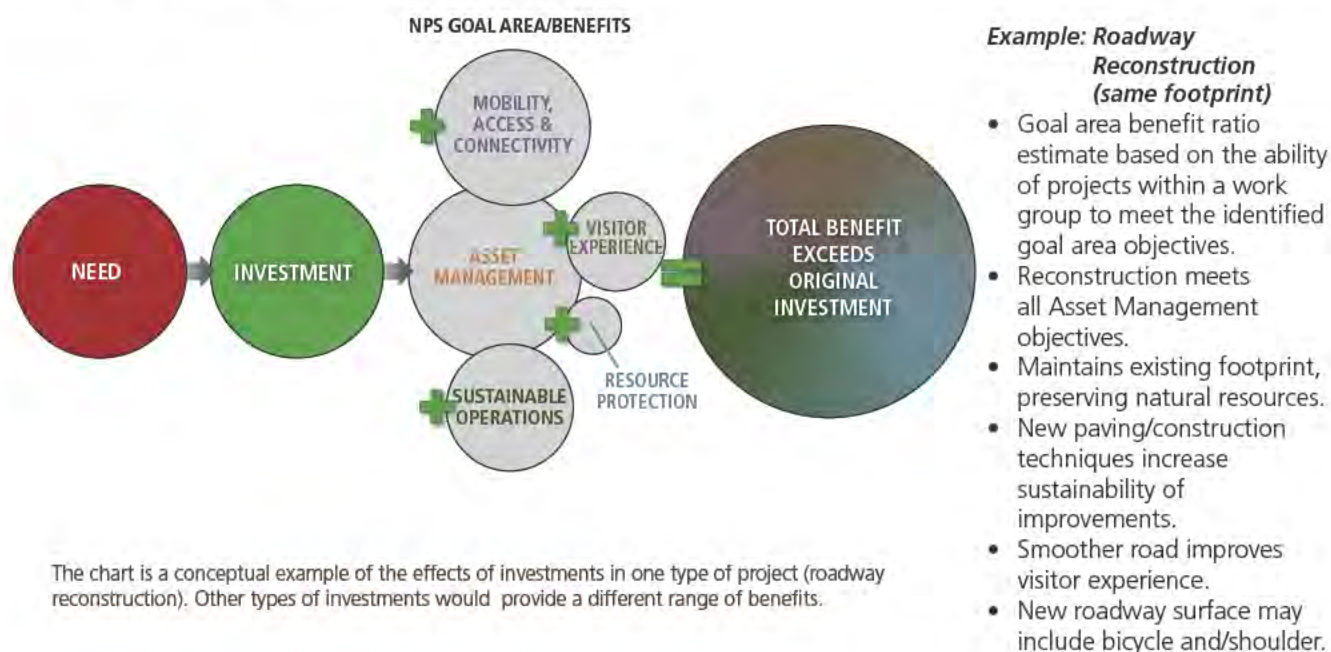 NPS GOAL AREA/BENEFITS
MOBILITY,
ACCESS &
CONNECTIVITY
NEED
INVESTMENT
ASSET
MANAGEMENT
VISITOR
EXPERIENCE
RESOURCE
PROTECTION
SUSTAINABLE
OPERATIONS
TOTAL BENEFIT
EXCEEDS
ORIGINAL
INVESTMENT
The chart is a conceptual example of the effects of investments in one type of project (roadway
reconstruction). Other types of investments would provide a different range of benefits.
Example: Roadway
Reconstruction
(same footprint)
• Goal area benefit ratio
estimate based on the ability
of projects within a work
group to meet the identified
goal area objectives.
• Reconstruction meets
all Asset Management
objectives.
• Maintains existing footprint,
preserving natural resources.
• New paving/construction
techniques increase
sustainability of
improvements.
• Smoother road improves
visitor experience.
• New roadway surface may
include bicycle and/shoulder.